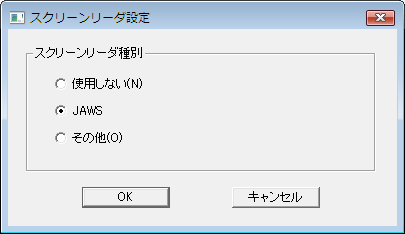 スクリーンリーダ設定
スクリーンリーダ種別
使用しない(N)
JAWS
その他(O)
OK
キャンセル